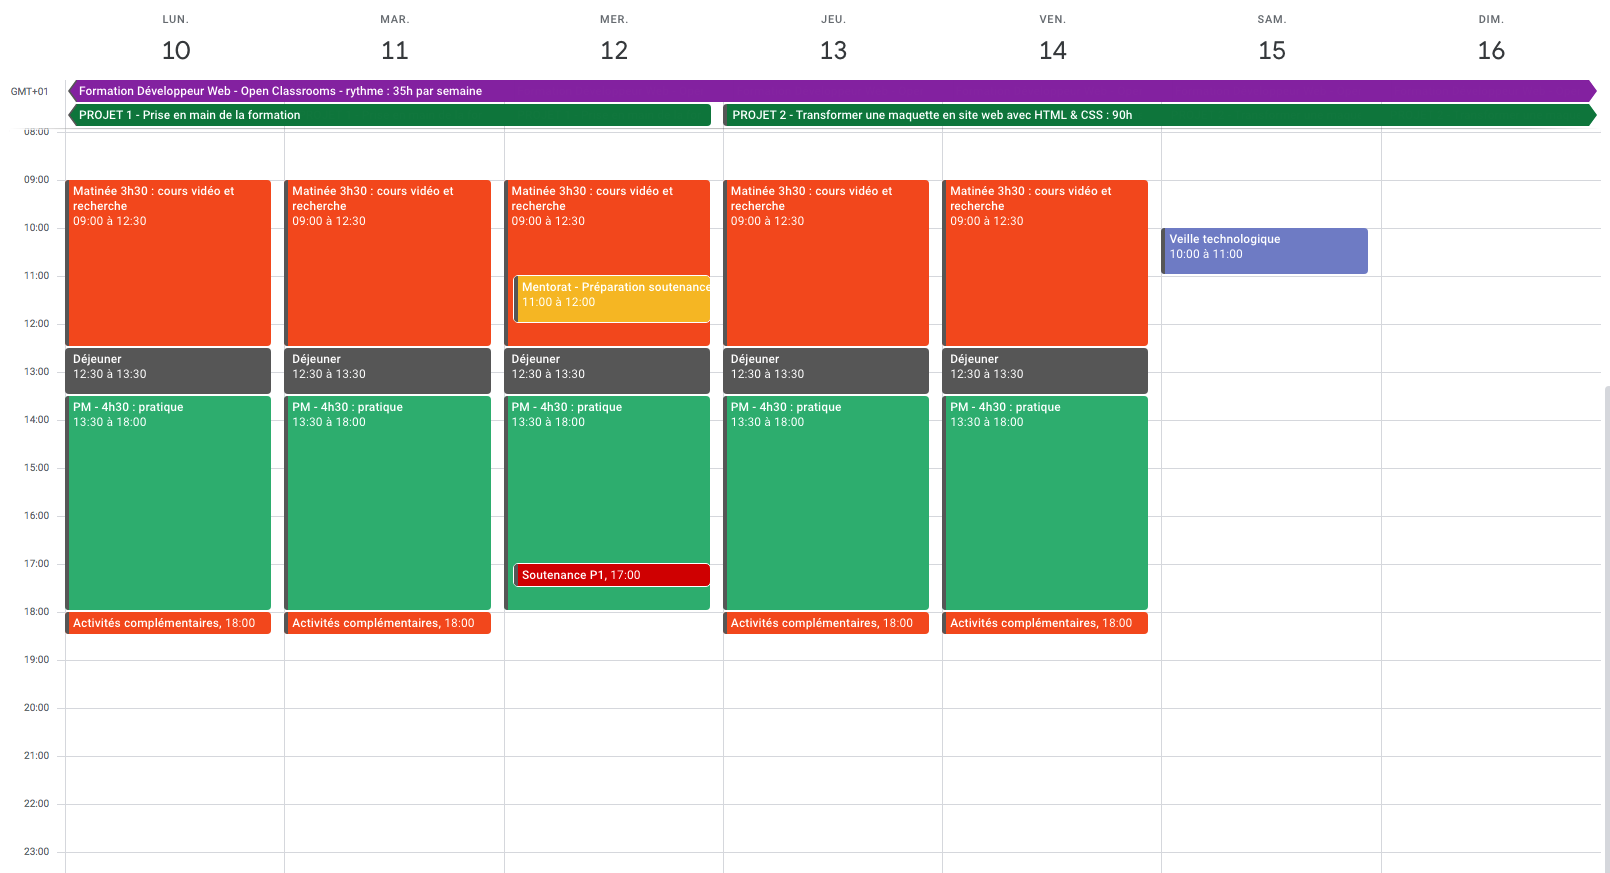 LUN.
MAR.
MER.
JEU.
VEN.
SAM.
DIM.
10
11
12
13
14
15
16
GMT+01
Formation Développeur Web - Open Classrooms - rythme : 35h par semaine
PROJET 1 - Prise en main de la formation
PROJET 2 - Transformer une maquette en site web avec HTML & CSS : 90h
08:00
09:00
10:00
11:00
12:00
13:00
14:00
15:00
16:00
17:00
18:00
19:00
20:00
21:00
22:00
23:00
Matinée 3h30 : cours vidéo et
recherche
09:00 à 12:30
Déjeuner
12:30 à 13:30
PM - 4h30 : pratique
13:30 à 18:00
Activités complémentaires, 18:00
Matinée 3h30 : cours vidéo et
recherche
09:00 à 12:30
Déjeuner
12:30 à 13:30
PM - 4h30 : pratique
13:30 à 18:00
Activités complémentaires, 18:00
Matinée 3h30 : cours vidéo et
recherche
09:00 à 12:30
Mentorat - Préparation soutenance
11:00 à 12:00
Déjeuner
12:30 à 13:30
PM - 4h30 : pratique
13:30 à 18:00
Soutenance P1, 17:00
Matinée 3h30 : cours vidéo et
recherche
09:00 à 12:30
Déjeuner
12:30 à 13:30
PM - 4h30 : pratique
13:30 à 18:00
Activités complémentaires, 18:00
Matinée 3h30 : cours vidéo et
recherche
09:00 à 12:30
Déjeuner
12:30 à 13:30
PM - 4h30 : pratique
13:30 à 18:00
Activités complémentaires, 18:00
Veille technologique
10:00 à 11:00